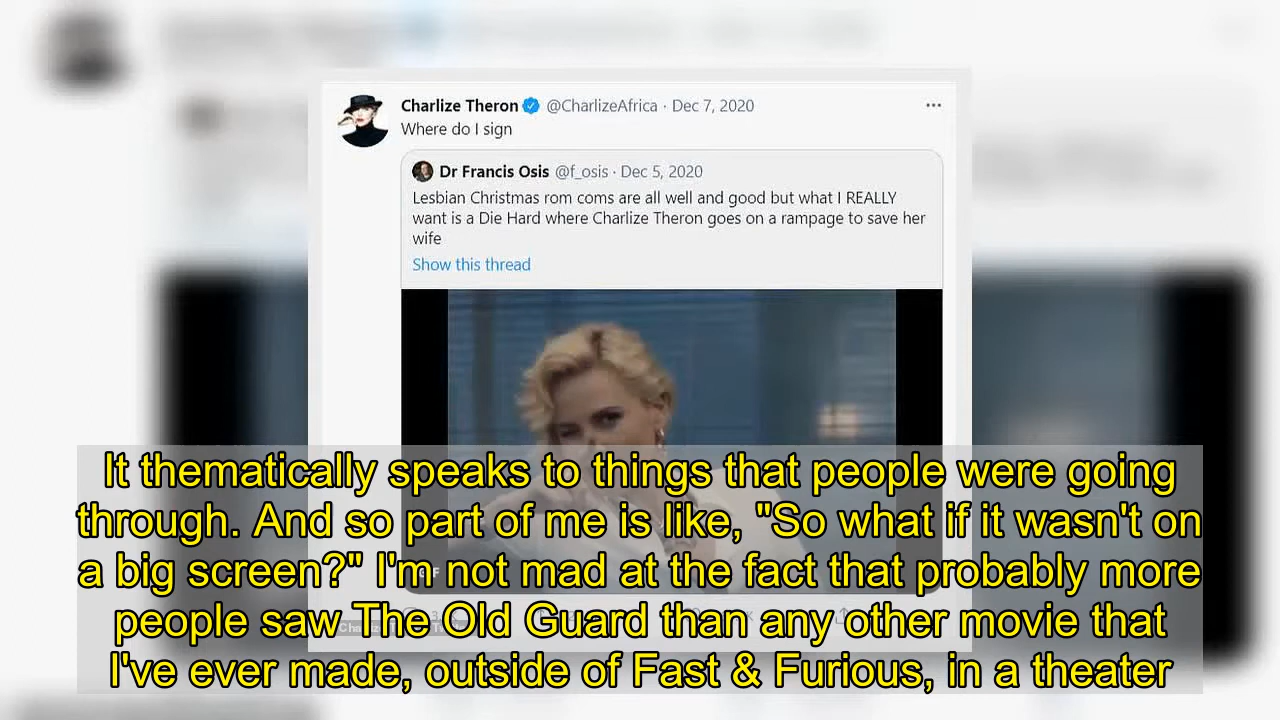 Charlize Theron @CharlizeAfrica · Dec 7, 2020 ...
Where do I sign
Dr Francis Osis @f_osis · Dec 5, 2020
Lesbian Christmas rom coms are all well and good but what I REALLY
want is a Die Hard where Charlize Theron goes on a rampage to save her
wife
Show this thread
It thematically speaks to things that people were going
through. And so part of me is like, "So what if it wasn't on
a big screen?" I'm not mad at the fact that probably more
people saw The Old Guard than any other movie that
I've ever made, outside of Fast & Furious, in a theater